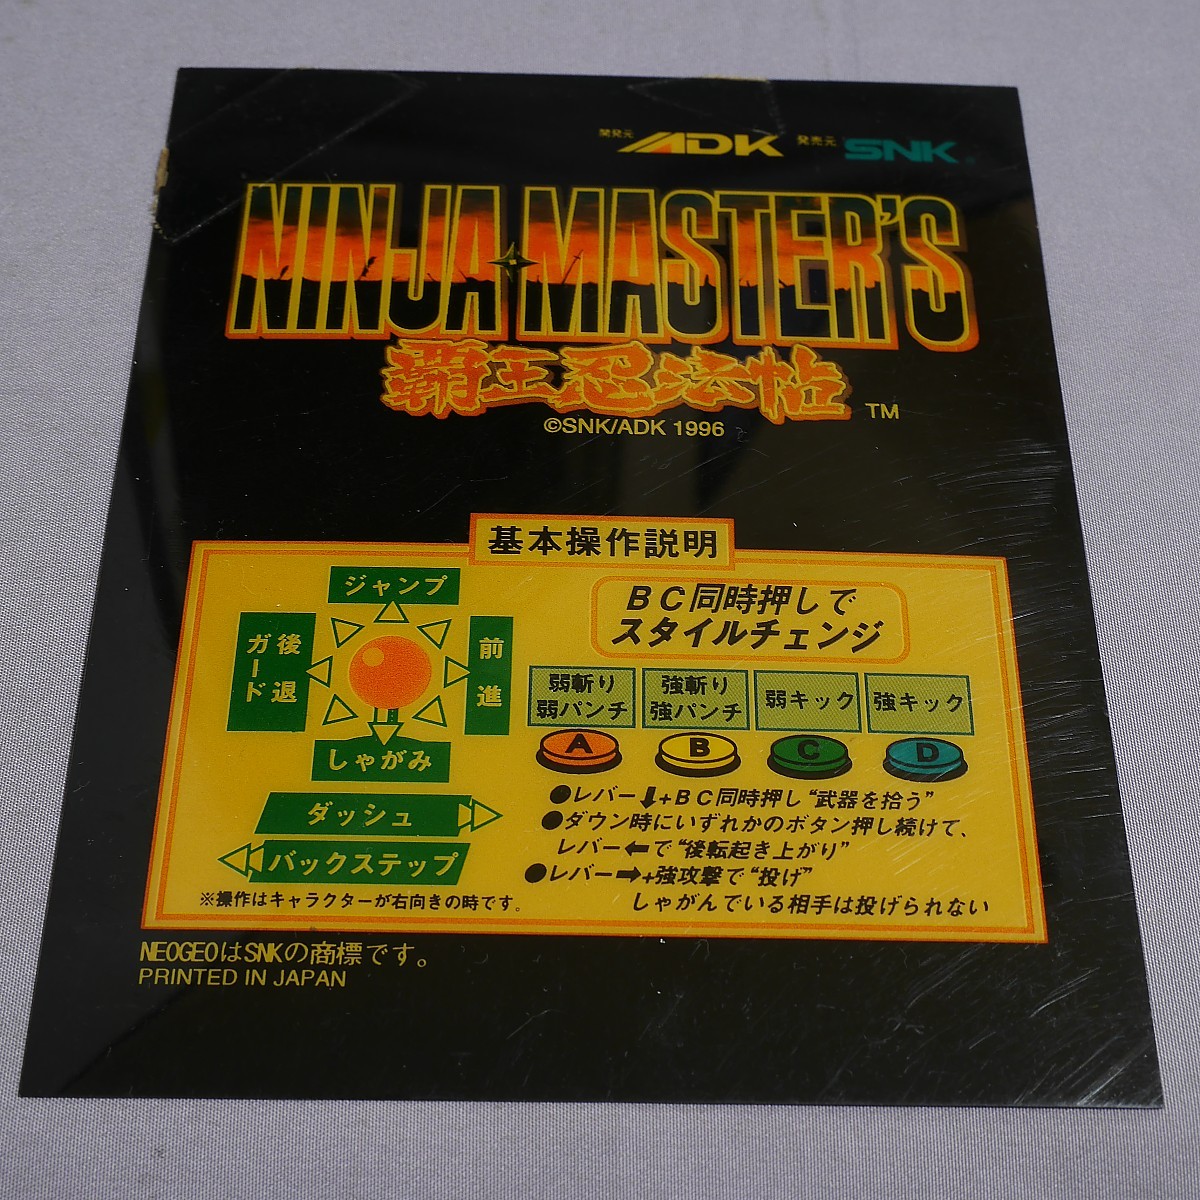 開発元 ADK 発売元 SNK
NINJA MASTER'S
覇王忍法帖 TM
©SNK/ADK 1996
基本操作説明
ジャンプ
後退
ガード
前進
しゃがみ
ダッシュ
バックステップ
※操作はキャラクターが右向きの時です。
BC同時押しで
スタイルチェンジ
弱斬り
弱パンチ
強斬り
強パンチ
弱キック
強キック
A B C D
●レバー⬇+BC同時押し“武器を拾う”
●ダウン時にいずれかのボタン押し続けて、
レバー⬅で“後転起き上がり”
●レバー➡+強攻撃で“投げ”
しゃがんでいる相手は投げられない
NEOGEOはSNKの商標です。
PRINTED IN JAPAN